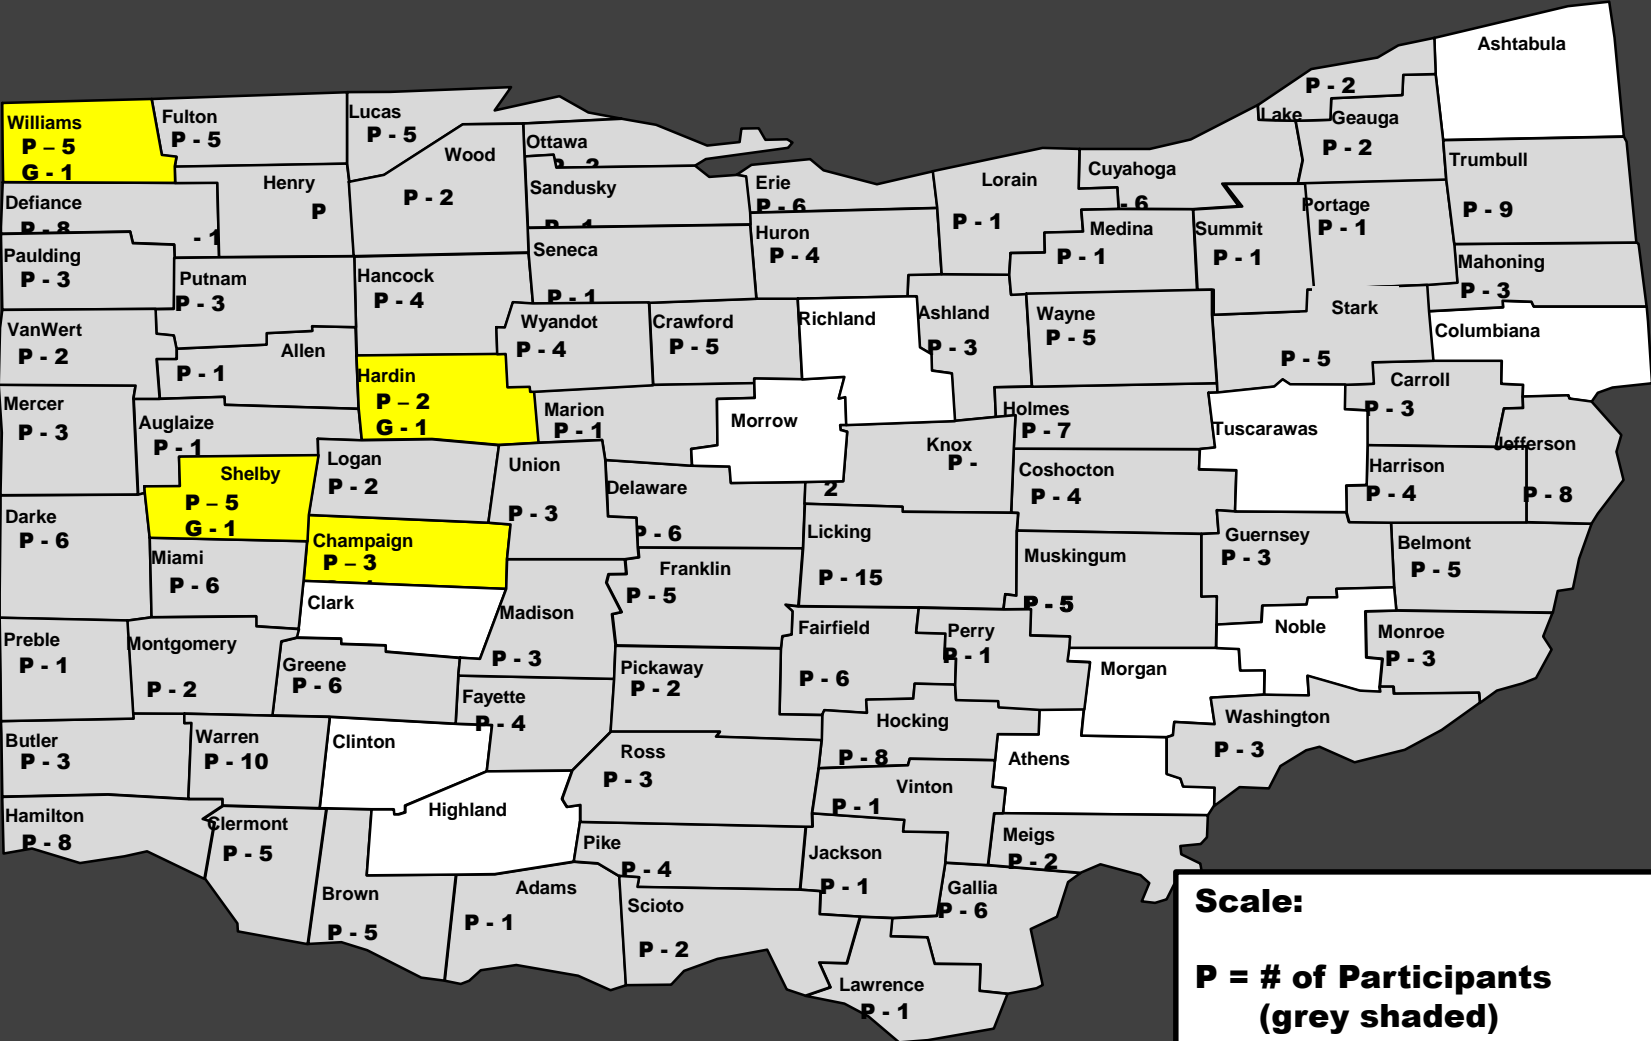 Ashtabula
P - 2
Lake
Geauga
P - 2
Williams
P – 5
G - 1
Fulton
P - 5
Lucas
P - 5
Wood
P - 2
Ottawa
P - 2
Sandusky
P - 1
Erie
P - 6
Lorain
P - 1
Cuyahoga
- 6
Trumbull
P - 9
Henry
P
- 1
Defiance
P - 8
Paulding
P - 3
Putnam
P - 3
Hancock
P - 4
Seneca
P - 1
Huron
P - 4
Medina
P - 1
Summit
P - 1
Portage
P - 1
Mahoning
P - 3
VanWert
P - 2
Allen
P - 1
Wyandot
P - 4
Crawford
P - 5
Richland
Ashland
P - 3
Wayne
P - 5
Stark
P - 5
Columbiana
Hardin
P – 2
G - 1
Mercer
P - 3
Auglaize
P - 1
Marion
P - 1
Morrow
Knox
P -
2
Holmes
P - 7
Tuscarawas
Carroll
P - 3
Jefferson
P - 8
Shelby
P – 5
G - 1
Logan
P - 2
Union
P - 3
Delaware
P - 6
Coshocton
P - 4
Harrison
P - 4
Darke
P - 6
Miami
P - 6
Champaign
P – 3
Clark
Madison
P - 3
Franklin
P - 5
Licking
P - 15
Muskingum
P - 5
Guernsey
P - 3
Belmont
P - 5
Preble
P - 1
Montgomery
P - 2
Greene
P - 6
Fayette
P - 4
Pickaway
P - 2
Fairfield
P - 6
Perry
P - 1
Morgan
Noble
Monroe
P - 3
Butler
P - 3
Warren
P - 10
Clinton
Ross
P - 3
Hocking
P - 8
Athens
Washington
P - 3
Hamilton
P - 8
Clermont
P - 5
Highland
Pike
P - 4
Vinton
P - 1
Jackson
P - 1
Meigs
P - 2
Brown
P - 5
Adams
P - 1
Scioto
P - 2
Gallia
P - 6
Lawrence
P - 1
Scale:
P = # of Participants
(grey shaded)